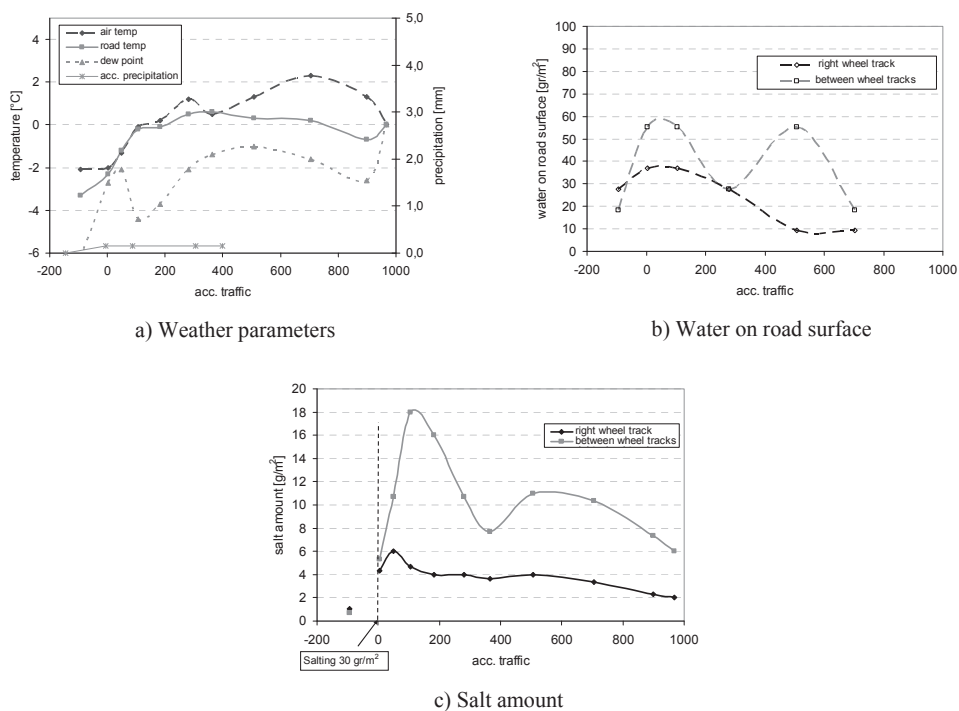 air temp
road temp
dew point
acc. precipitation
4
2
0
-2
-4
-6
temperature [°C]
5,0
4,0
3,0
2,0
1,0
0,0
precipitation [mm]
-200 0 200 400 600 800 1000
acc. traffic
a) Weather parameters
right wheel track
between wheel tracks
100
90
80
70
60
50
40
30
20
10
0
water on road surface [gr/m²]
-200 0 200 400 600 800 1000
acc. traffic
b) Water on road surface
right wheel track
between wheel tracks
20
18
16
14
12
10
8
6
4
2
0
salt amount [g/m²]
-200 0 200 400 600 800 1000
Salting 30 gr/m²
acc. traffic
c) Salt amount